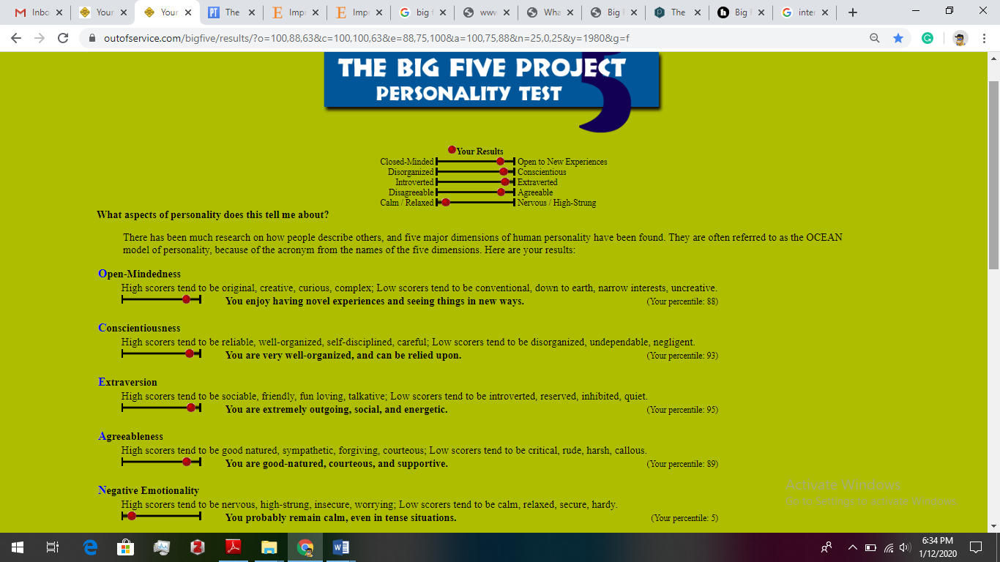 Inbo
Your
Your
The
Impr
Impr
big f
www
Wha
Big
The
Big
inter
outofservice.com/bigfive/results/?o=100,88,63&c=100,100,63&e=88,75,100&a=100,75,88&n=25,0,25&y=1980&g=f
THE BIG FIVE PROJECT
PERSONALITY TEST
5
Your Results
Closed-Minded Open to New Experiences
Disorganized Conscientious
Introverted Extraverted
Disagreeable Agreeable
Calm / Relaxed Nervous / High-Strung
What aspects of personality does this tell me about?
There has been much research on how people describe others, and five major dimensions of human personality have been found. They are often referred to as the OCEAN
model of personality, because of the acronym from the names of the five dimensions. Here are your results:
Open-Mindedness
High scorers tend to be original, creative, curious, complex; Low scorers tend to be conventional, down to earth, narrow interests, uncreative.
You enjoy having novel experiences and seeing things in new ways. (Your percentile: 88)
Conscientiousness
High scorers tend to be reliable, well-organized, self-disciplined, careful; Low scorers tend to be disorganized, undependable, negligent.
You are very well-organized, and can be relied upon. (Your percentile: 93)
Extraversion
High scorers tend to be sociable, friendly, fun loving, talkative; Low scorers tend to be introverted, reserved, inhibited, quiet.
You are extremely outgoing, social, and energetic. (Your percentile: 95)
Agreeableness
High scorers tend to be good natured, sympathetic, forgiving, courteous; Low scorers tend to be critical, rude, harsh, callous.
You are good-natured, courteous, and supportive. (Your percentile: 89)
Negative Emotionality
High scorers tend to be nervous, high-strung, insecure, worrying; Low scorers tend to be calm, relaxed, secure, hardy.
You probably remain calm, even in tense situations. (Your percentile: 5)
Activate Windows
Go to Settings to activate Windows.
6:34 PM
1/12/2020